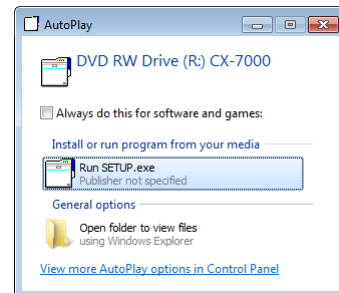 AutoPlay
DVD RW Drive (R:) CX-7000
Always do this for software and games:
Install or run program from your media
Run SETUP.exe
Publisher not specified
General options
Open folder to view files
using Windows Explorer
View more AutoPlay options in Control Panel